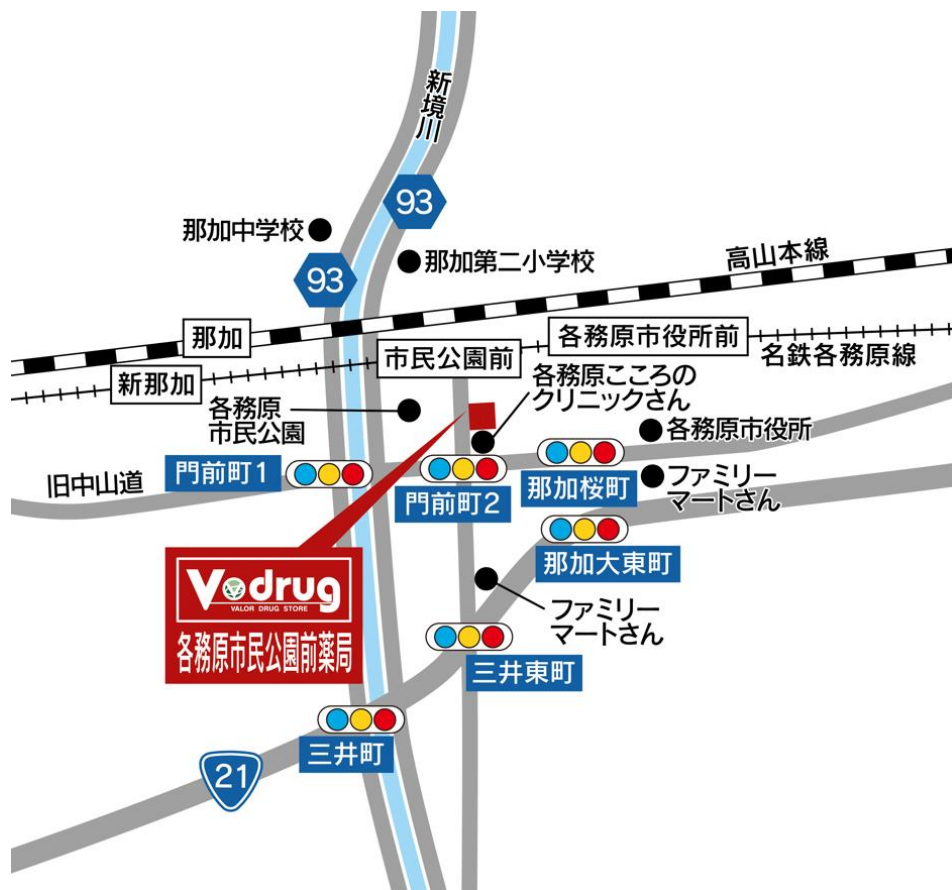 新境川
93
那加中学校
那加第二小学校
93
高山本線
那加
各務原市役所前
市民公園前
名鉄各務原線
新那加
各務原こころの
クリニックさん
各務原
市民公園
各務原市役所
門前町1
旧中山道
門前町2
那加桜町
ファミリー
マートさん
那加大東町
Vdrug
VALOR DRUG STORE
各務原市民公園前薬局
ファミリー
マートさん
三井東町
三井町
21